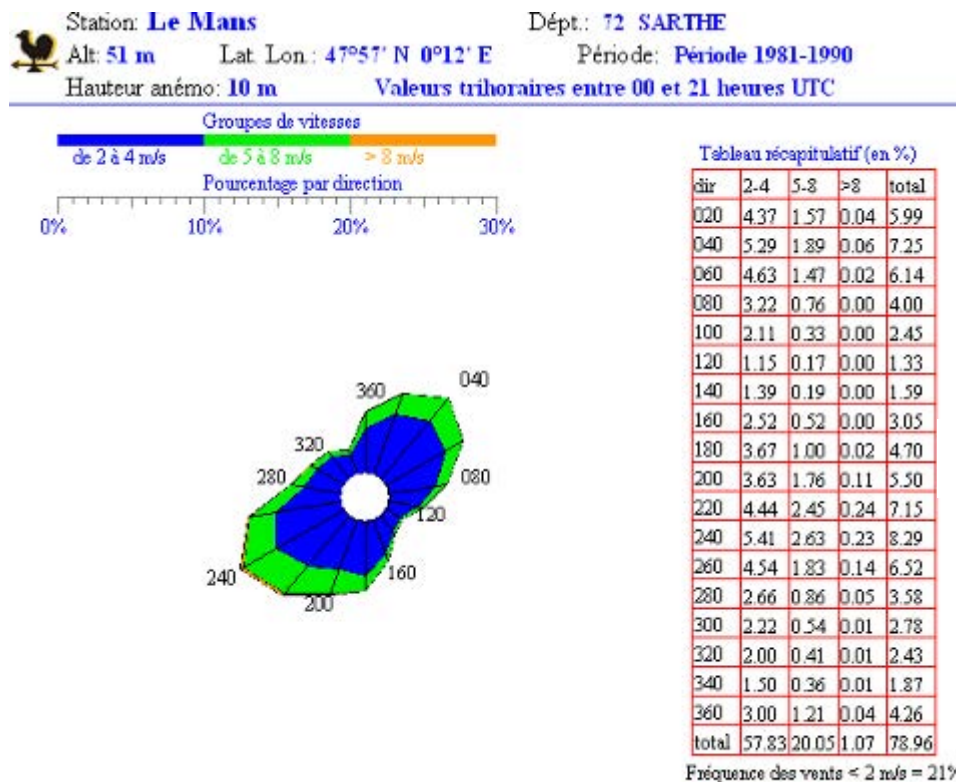 Station: Le Mans Dépt.: 72 SARTHE
Alt: 51 m Lat. Lon.: 47°57' N 0°12' E Période: Période 1981-1990
Hauteur anémo: 10 m Valeurs trihoraires entre 00 et 21 heures UTC
Groupes de vitesses
de 2 à 4 m/s de 5 à 8 m/s > 8 m/s
Pourcentage par direction
0% 10% 20% 30%
040
360
320
280
080
120
160
240
200
Tableau récapitulatif (en %)
dir 2-4 5-8 >8 total
020 4.37 1.57 0.04 5.99
040 5.29 1.89 0.06 7.25
060 4.63 1.47 0.02 6.14
080 3.22 0.76 0.00 4.00
100 2.11 0.33 0.00 2.45
120 1.15 0.17 0.00 1.33
140 1.39 0.19 0.00 1.59
160 2.52 0.52 0.00 3.05
180 3.67 1.00 0.02 4.70
200 3.63 1.76 0.11 5.50
220 4.44 2.45 0.24 7.15
240 5.41 2.63 0.23 8.29
260 4.54 1.83 0.14 6.52
280 2.66 0.86 0.05 3.58
300 2.22 0.54 0.01 2.78
320 2.00 0.41 0.01 2.43
340 1.50 0.36 0.01 1.87
360 3.00 1.21 0.04 4.26
total 57.83 20.05 1.07 78.96
Fréquence des vents < 2 m/s = 21%